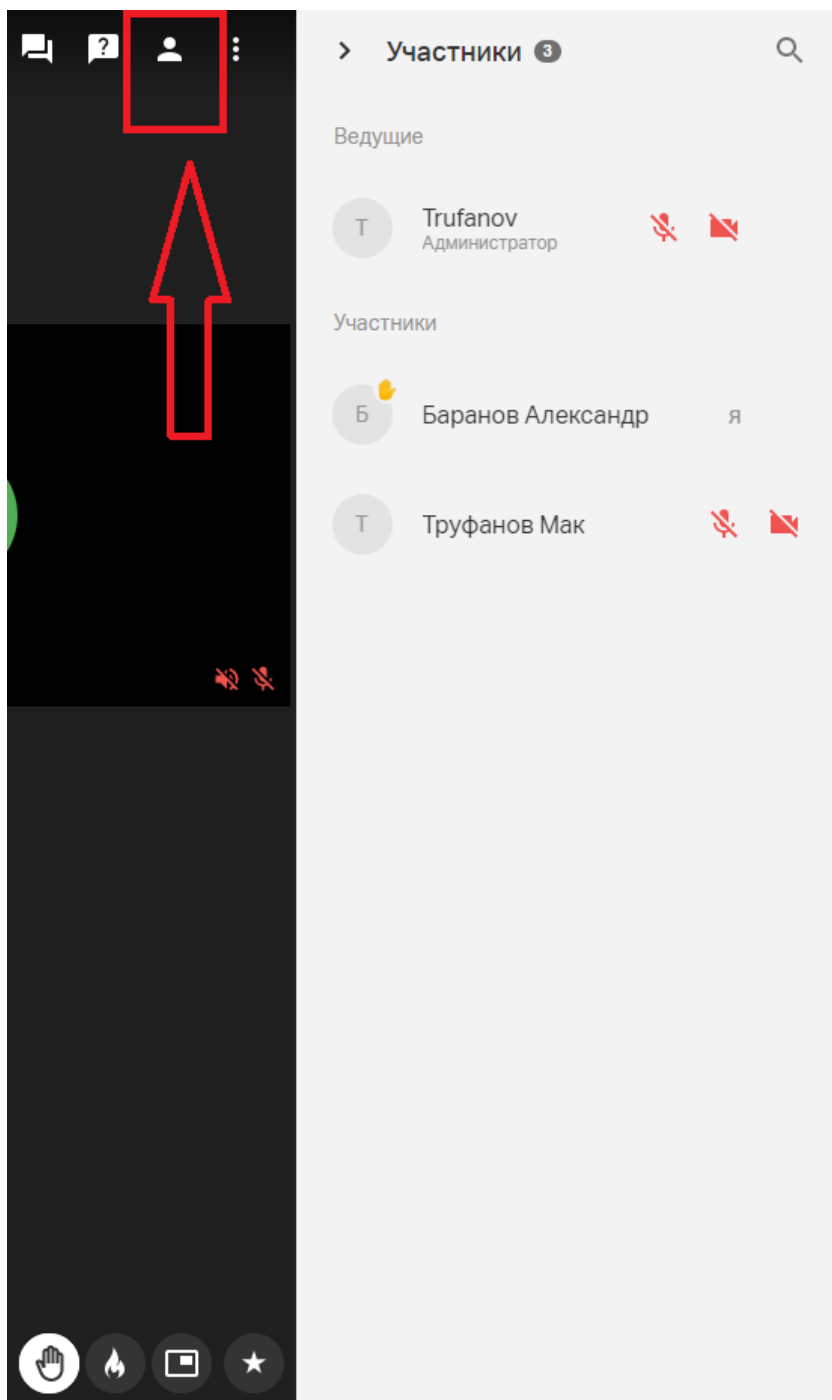 ?
Участники 3
Ведущие
T
Trufanov
Администратор
Участники
Б
Баранов Александр
я
Т
Труфанов Мак